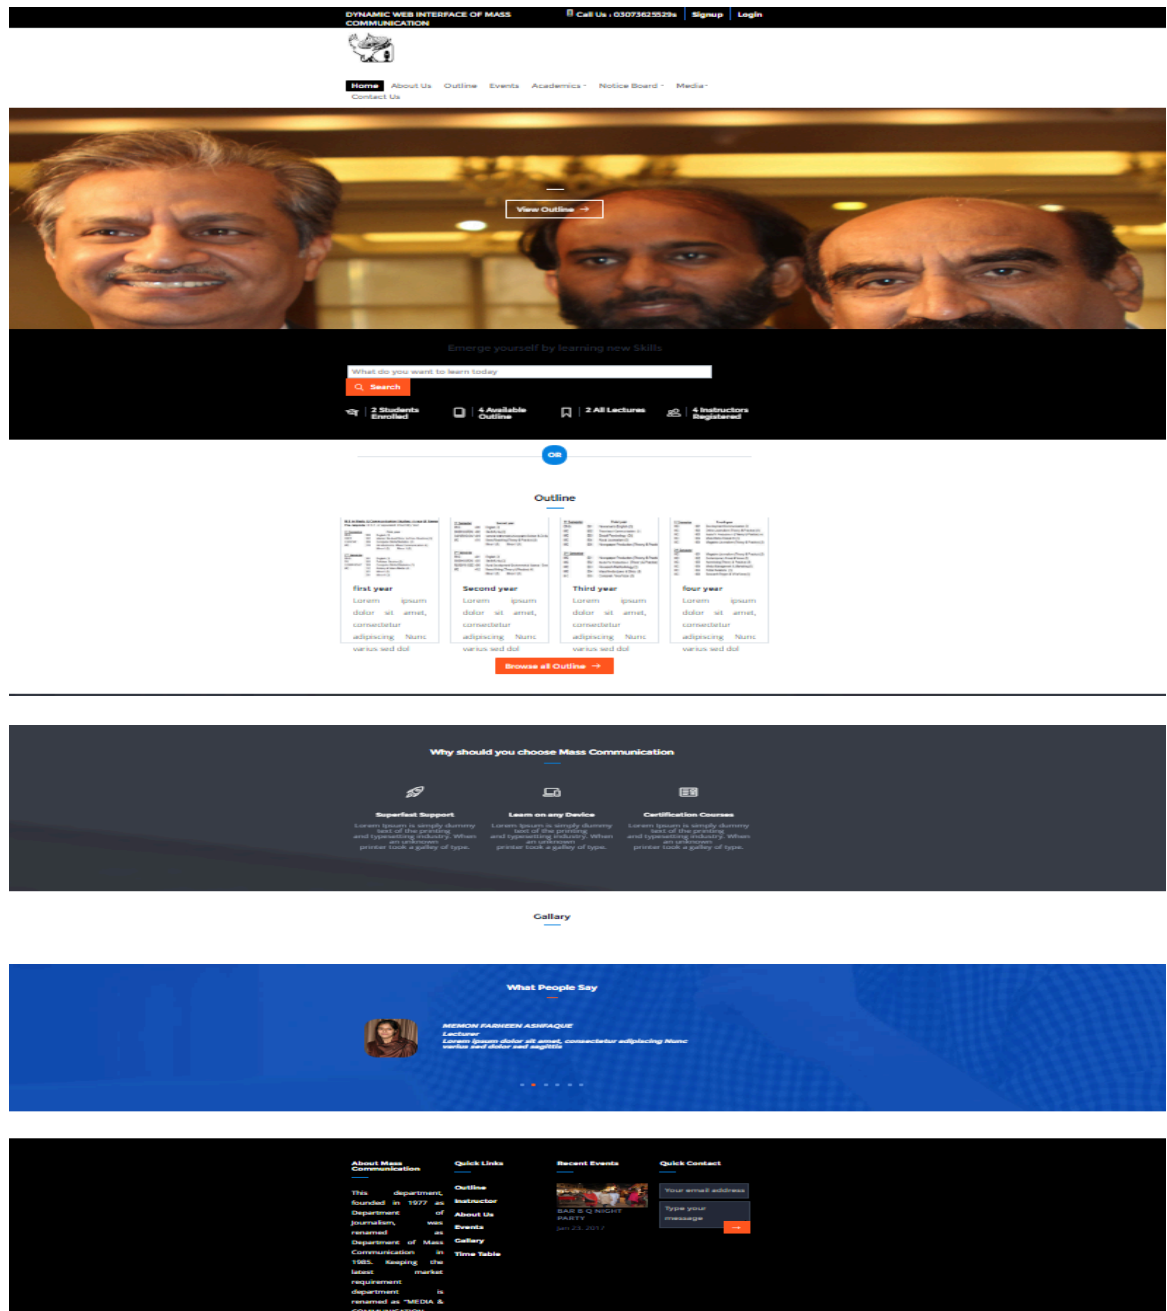 DYNAMIC WEB INTERFACE OF MASS
COMMUNICATION
Call Us : 03073625529s
Signup
Login
Home
About Us
Outline
Events
Academics
Notice Board
Media
Contact Us
View Outline →
Emerge yourself by learning new Skills
What do you want to learn today
Search
2 Students
Enrolled
4 Available
Outline
2 All Lectures
4 Instructors
Registered
OR
Outline
first year
Lorem ipsum
dolor sit amet,
consectetur
adipiscing Nunc
varius sed dol
Second year
Lorem ipsum
dolor sit amet,
consectetur
adipiscing Nunc
varius sed dol
Third year
Lorem ipsum
dolor sit amet,
consectetur
adipiscing Nunc
varius sed dol
four year
Lorem ipsum
dolor sit amet,
consectetur
adipiscing Nunc
varius sed dol
Browse all Outline →
Why should you choose Mass Communication
Superfast Support
Lorem Ipsum is simply dummy
text of the printing
and typesetting industry. When
an unknown
printer took a galley of type.
Learn on any Device
Lorem Ipsum is simply dummy
text of the printing
and typesetting industry. When
an unknown
printer took a galley of type.
Certification Courses
Lorem Ipsum is simply dummy
text of the printing
and typesetting industry. When
an unknown
printer took a galley of type.
Gallary
What People Say
MEMON FARHEEN ASHFAQUE
Lecturer
Lorem ipsum dolor sit amet, consectetur adipiscing Nunc
varius sed dolor sed sagittis
About Mass
Communication
This department,
founded in 1977 as
Department of
Journalism, was
renamed as
Department of Mass
Communication in
1985. Keeping the
latest market
requirement
department is
renamed as "MEDIA &
COMMUNICATION
Quick Links
Outline
Instructor
About Us
Events
Gallery
Time Table
Recent Events
BAR B Q NIGHT
PARTY
Jan 23, 2017
Quick Contact
Your email address
Type your
message
→